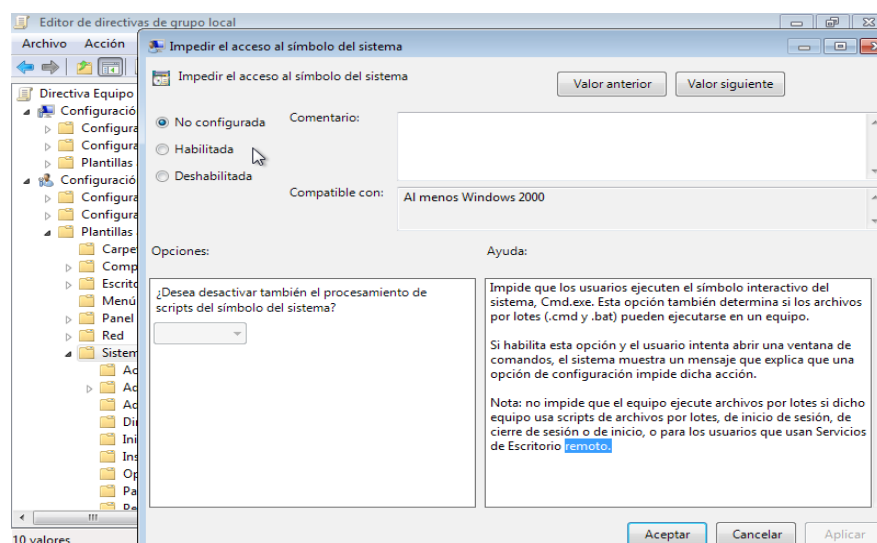 Editor de directivas de grupo local
Archivo Acción
Impedir el acceso al símbolo del sistema
Impedir el acceso al símbolo del sistema
Valor anterior Valor siguiente
Directiva Equipo
Configuració
Configura
Configura
Plantillas
Configuració
Configura
Configura
Plantillas
Carpe
Comp
Escrito
Menú
Panel
Red
Sistem
Ac
Ac
Ac
Di
Ini
Ins
Op
Pa
No configurada
Habilitada
Deshabilitada
Comentario:
Compatible con:
Al menos Windows 2000
Opciones:
¿Desea desactivar también el procesamiento de
scripts del símbolo del sistema?
Ayuda:
Impide que los usuarios ejecuten el símbolo interactivo del
sistema, Cmd.exe. Esta opción también determina si los archivos
por lotes (.cmd y .bat) pueden ejecutarse en un equipo.
Si habilita esta opción y el usuario intenta abrir una ventana de
comandos, el sistema muestra un mensaje que explica que una
opción de configuración impide dicha acción.
Nota: no impide que el equipo ejecute archivos por lotes si dicho
equipo usa scripts de archivos por lotes, de inicio de sesión, de
cierre de sesión o de inicio, o para los usuarios que usan Servicios
de Escritorio remoto.
Aceptar Cancelar Aplicar
10 valores